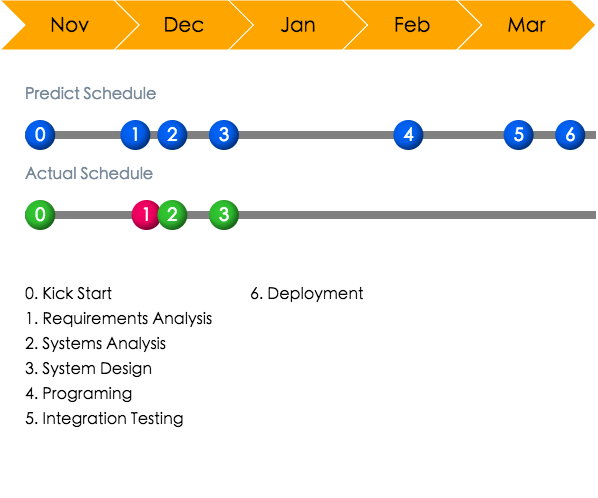 Nov Dec Jan Feb Mar
Predict Schedule
0 1 2 3 4 5 6
Actual Schedule
0 1 2 3
0. Kick Start
1. Requirements Analysis
2. Systems Analysis
3. System Design
4. Programing
5. Integration Testing
6. Deployment